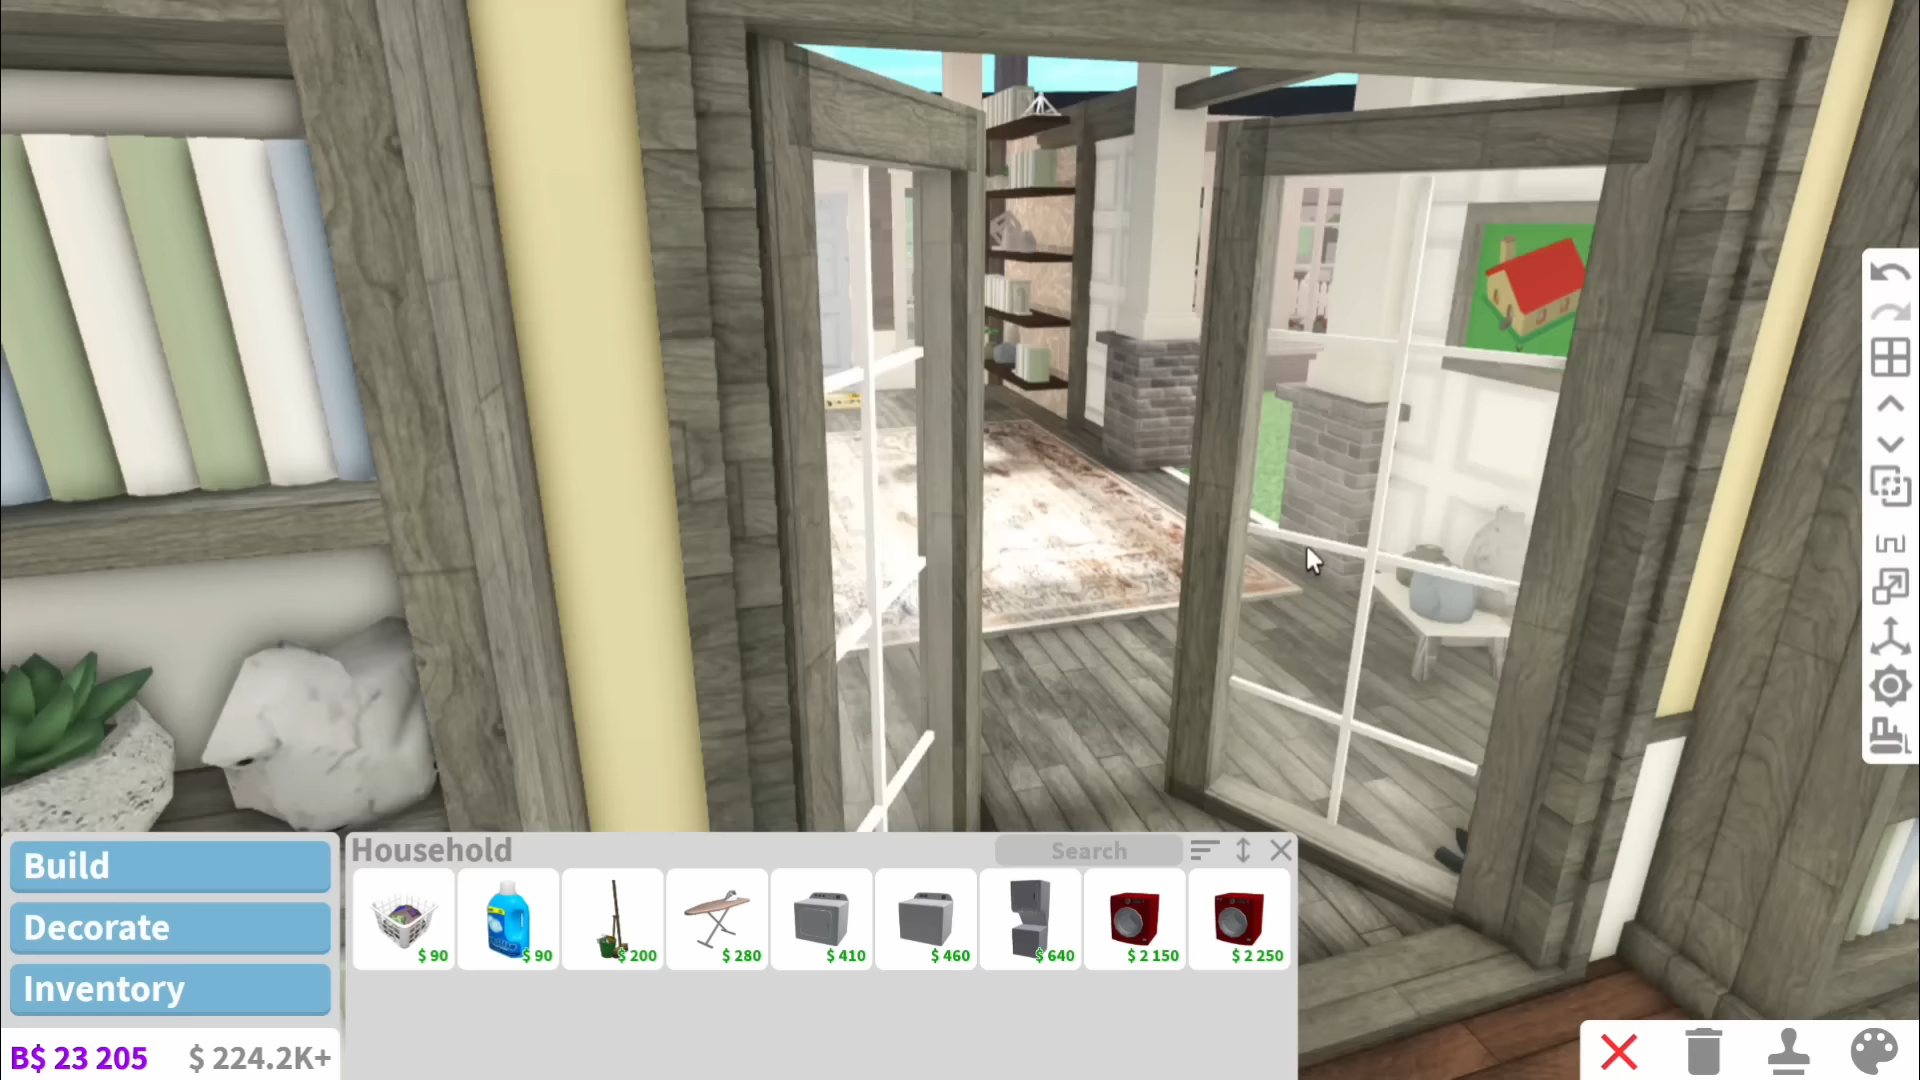 Household
Search
Build
Decorate
Inventory
$ 90
$ 90
$ 200
$ 280
$ 410
$ 460
$ 640
$ 2 150
$ 2 250
B$ 23 205
$ 224.2K+